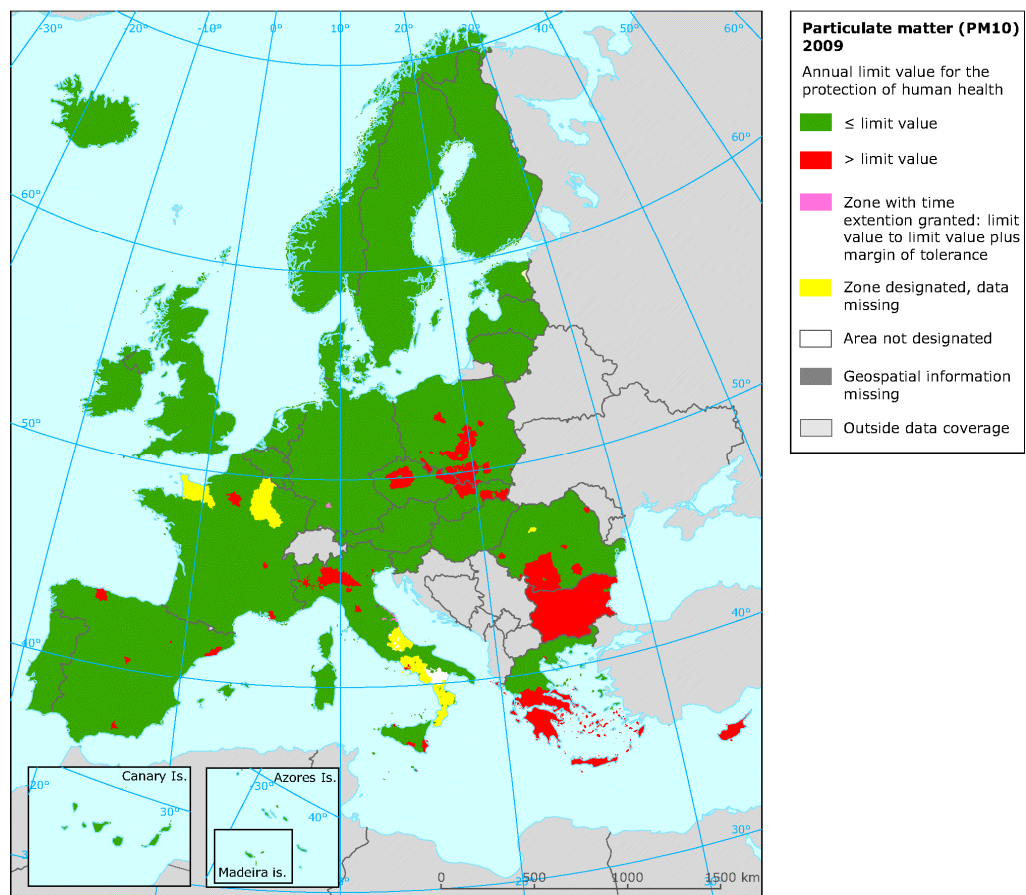 -30°
-20°
-10°
0°
10°
20°
30°
40°
50°
60°
60°
60°
50°
50°
40°
40°
30°
Canary Is.
-20°
30°
Azores Is.
-30°
40°
Madeira is.
0 500 1000 1500 km
Particulate matter (PM10)
2009
Annual limit value for the
protection of human health
≤ limit value
> limit value
Zone with time
extention granted: limit
value to limit value plus
margin of tolerance
Zone designated, data
missing
Area not designated
Geospatial information
missing
Outside data coverage